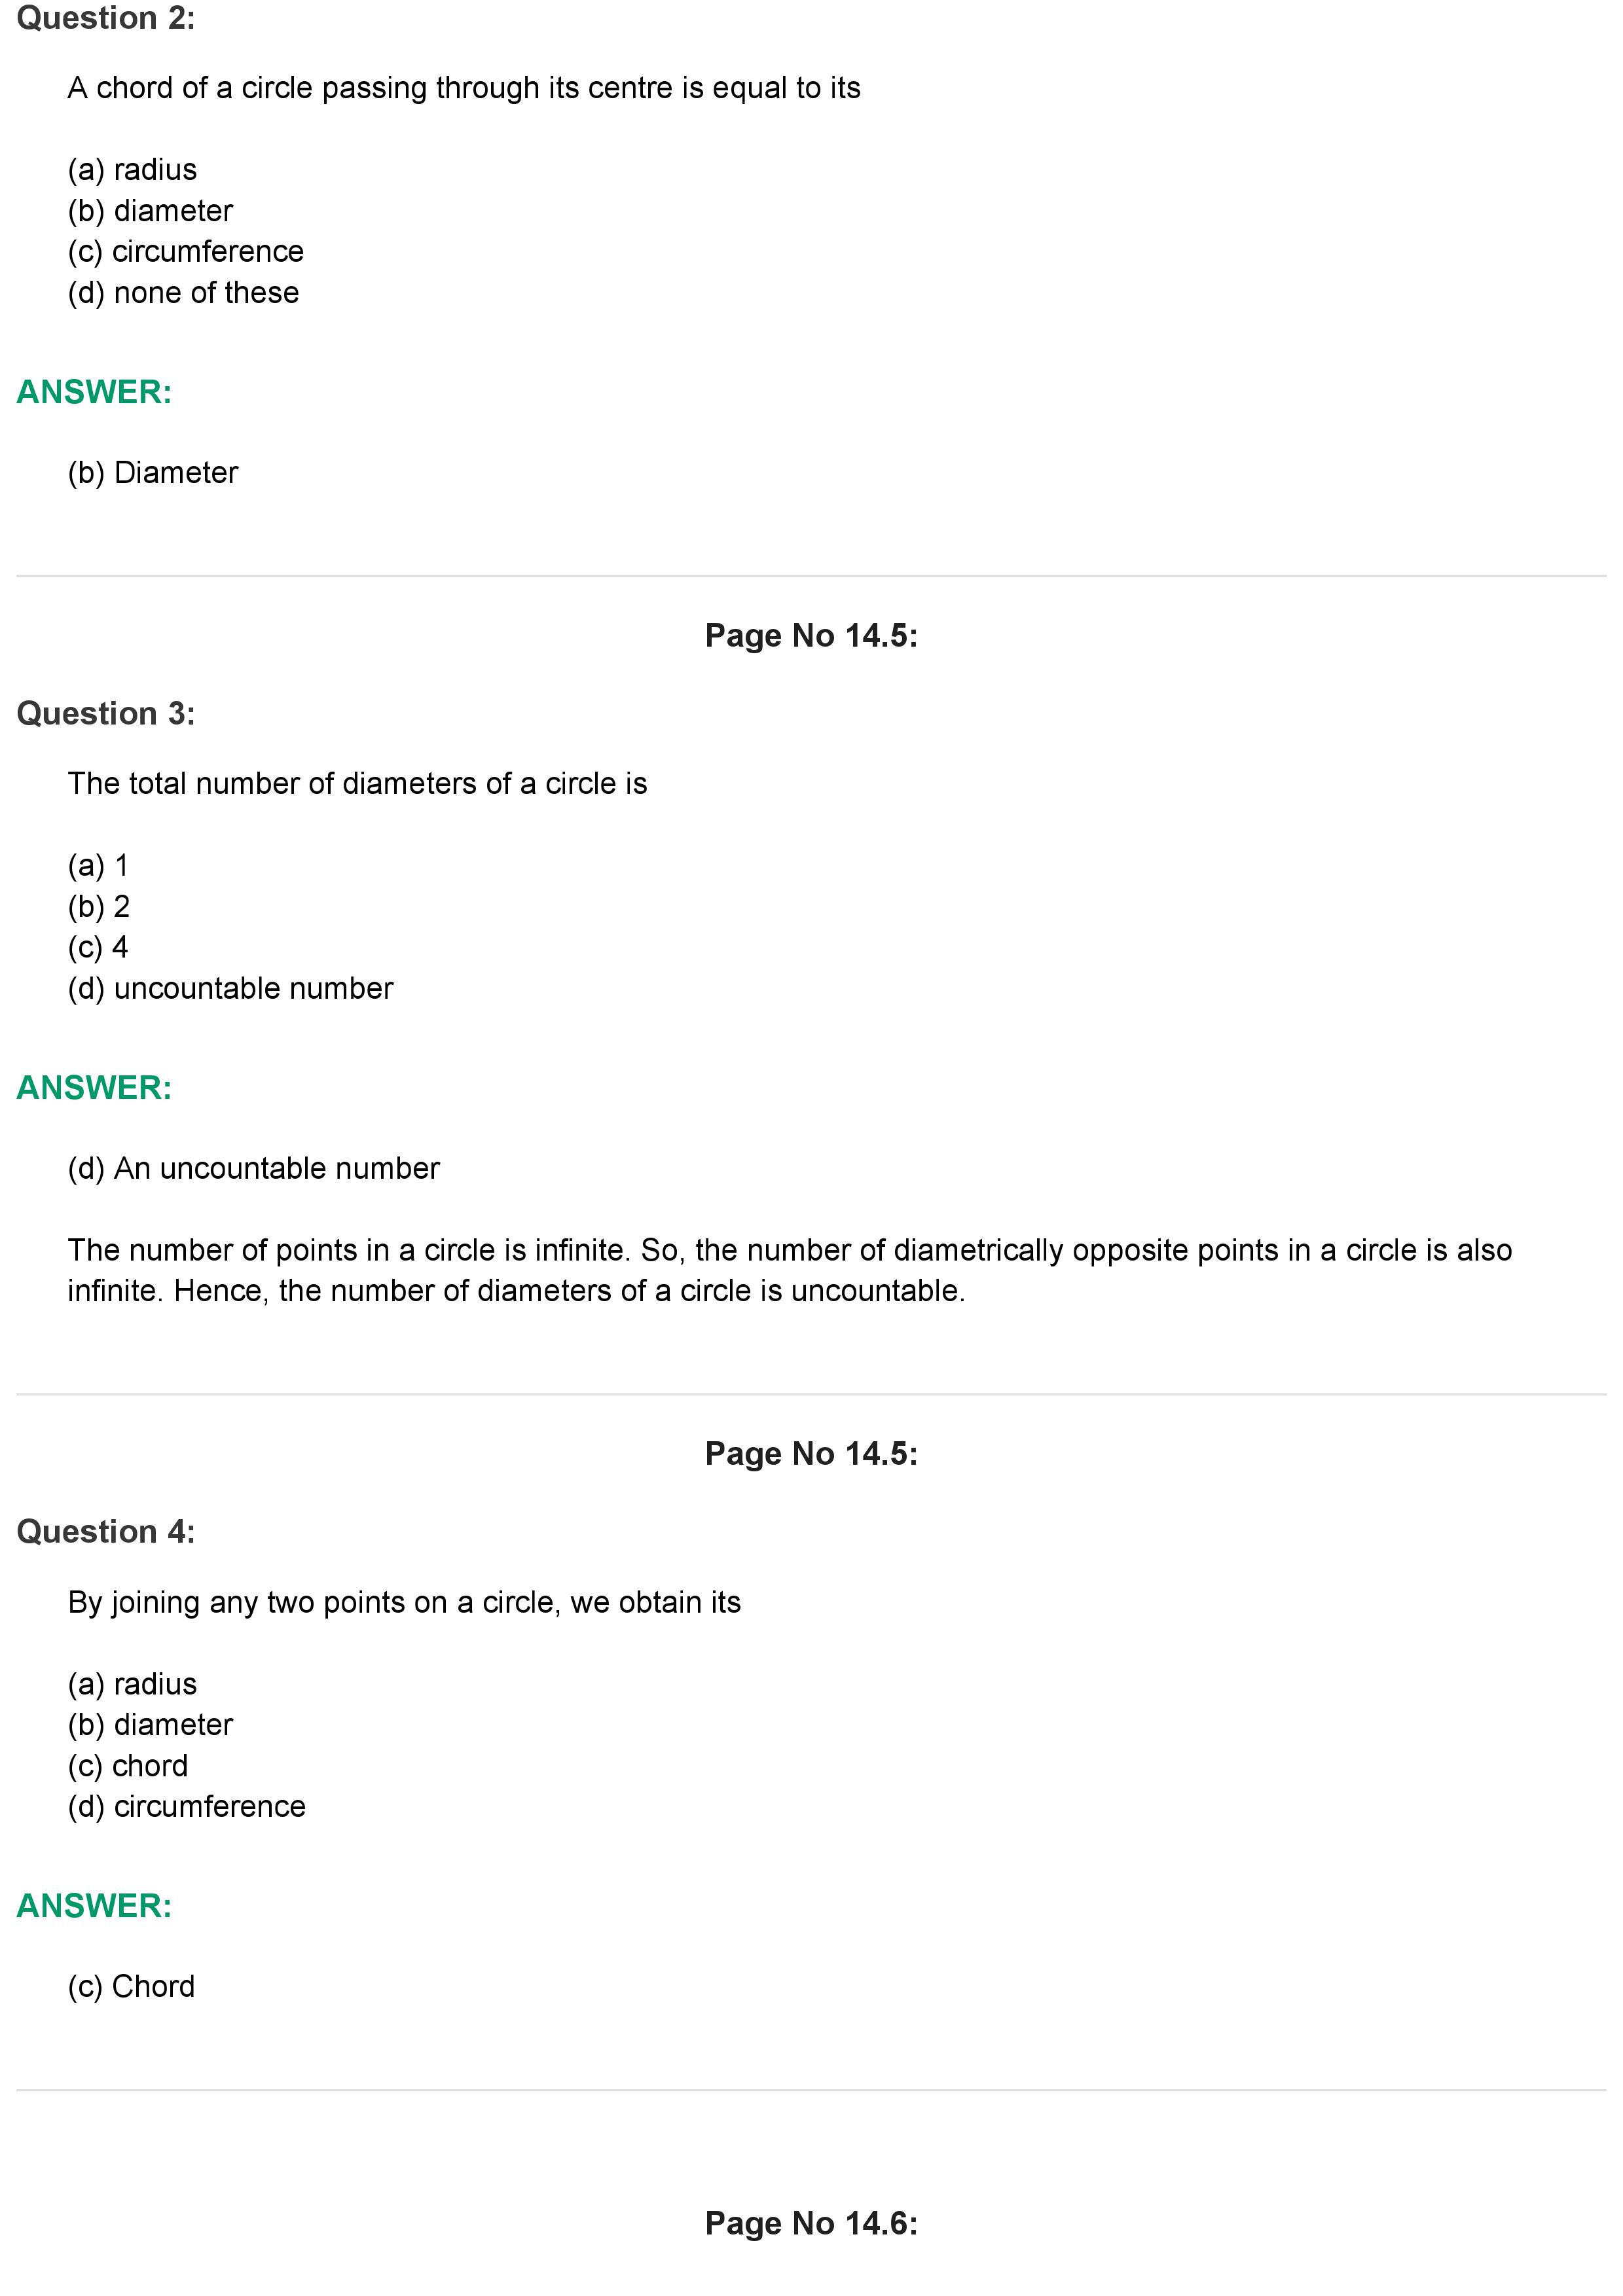 Question 2:
A chord of a circle passing through its centre is equal to its
(a) radius
(b) diameter
(c) circumference
(d) none of these
ANSWER:
(b) Diameter
Page No 14.5:
Question 3:
The total number of diameters of a circle is
(a) 1
(b) 2
(c) 4
(d) uncountable number
ANSWER:
(d) An uncountable number
The number of points in a circle is infinite. So, the number of diametrically opposite points in a circle is also
infinite. Hence, the number of diameters of a circle is uncountable.
Page No 14.5:
Question 4:
By joining any two points on a circle, we obtain its
(a) radius
(b) diameter
(c) chord
(d) circumference
ANSWER:
(c) Chord
Page No 14.6: